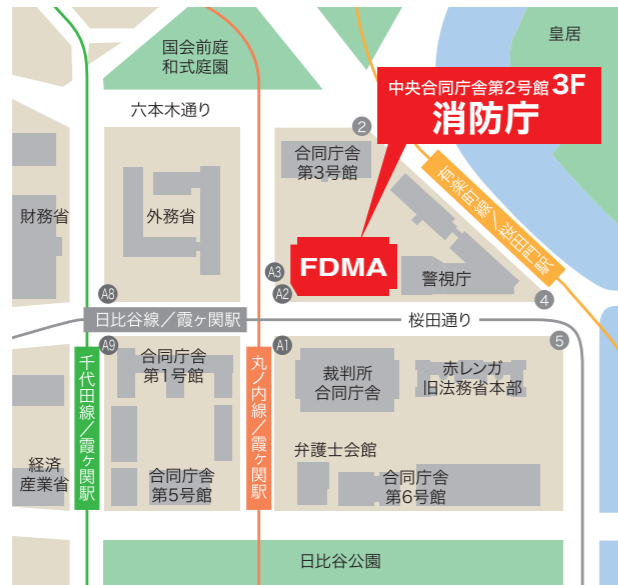 国会前庭
和式庭園
皇居
中央合同庁舎第2号館 3F
消防庁
六本木通り
2
合同庁舎
第3号館
有楽町線／桜田門駅
財務省
外務省
A3
FDMA
警視庁
A8
A2
4
日比谷線／霞ヶ関駅
桜田通り
5
A9
合同庁舎
第1号館
A1
千代田線／霞ヶ関駅
丸ノ内線／霞ヶ関駅
裁判所
合同庁舎
赤レンガ
旧法務省本部
弁護士会館
経済
産業省
合同庁舎
第5号館
合同庁舎
第6号館
日比谷公園